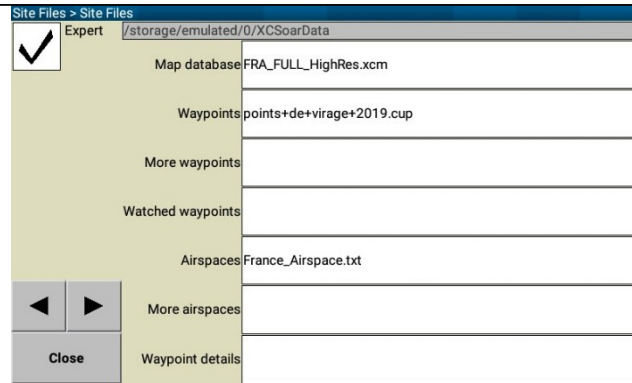 Site Files > Site Files
Expert /storage/emulated/0/XCSoarData
Map database FRA_FULL_HighRes.xcm
Waypoints points+de+virage+2019.cup
More waypoints
Watched waypoints
Airspaces France_Airspace.txt
More airspaces
Close Waypoint details